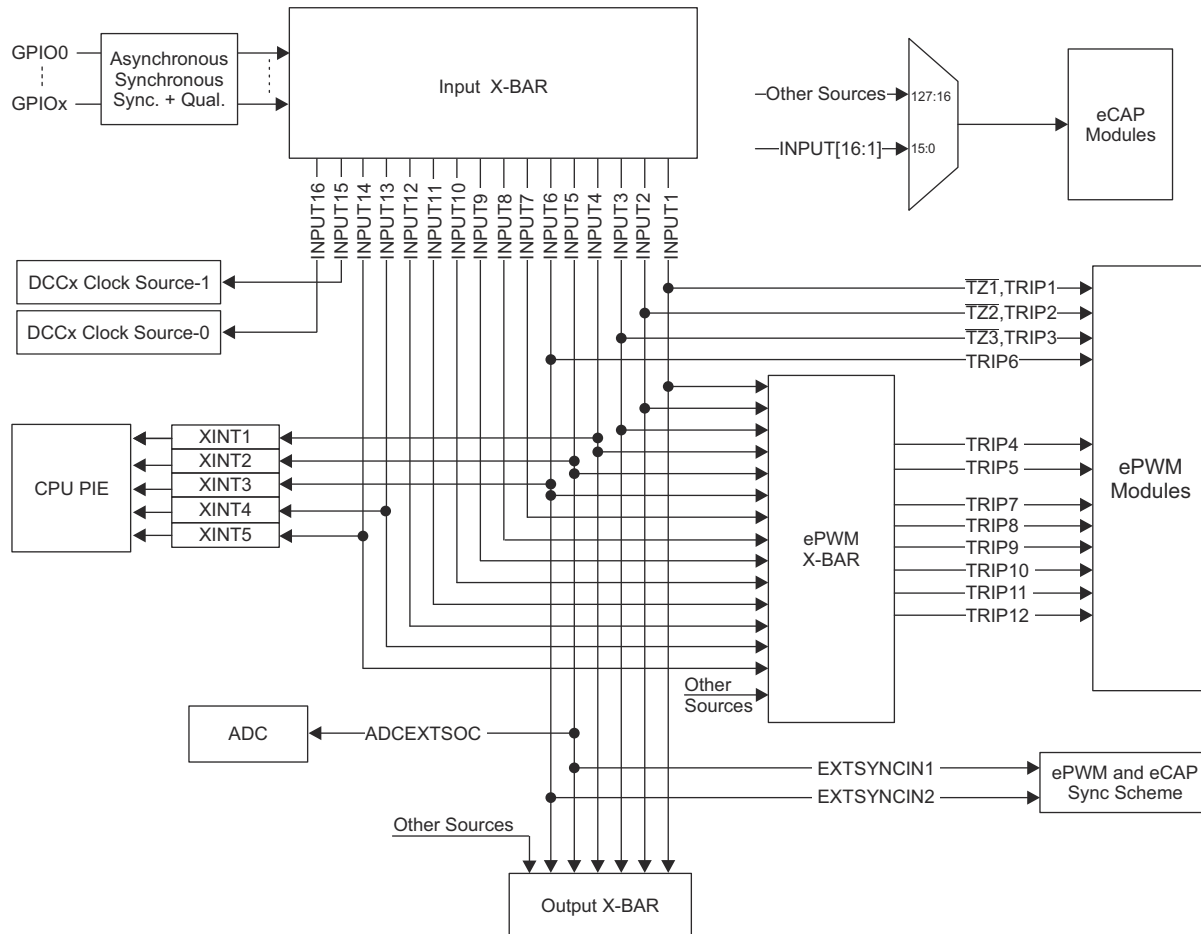 GPIO0
GPIOx
Asynchronous
Synchronous
Sync. + Qual.
Input X-BAR
Other Sources
127:16
INPUT[16:1]
15:0
eCAP
Modules
INPUT16
INPUT15
INPUT14
INPUT13
INPUT12
INPUT11
INPUT10
INPUT9
INPUT8
INPUT7
INPUT6
INPUT5
INPUT4
INPUT3
INPUT2
INPUT1
DCCx Clock Source-1
DCCx Clock Source-0
TZ1,TRIP1
TZ2,TRIP2
TZ3,TRIP3
TRIP6
CPU PIE
XINT1
XINT2
XINT3
XINT4
XINT5
ePWM
X-BAR
TRIP4
TRIP5
TRIP7
TRIP8
TRIP9
TRIP10
TRIP11
TRIP12
ePWM
Modules
Other
Sources
ADC
ADCEXTSOC
EXTSYNCIN1
EXTSYNCIN2
ePWM and eCAP
Sync Scheme
Other Sources
Output X-BAR